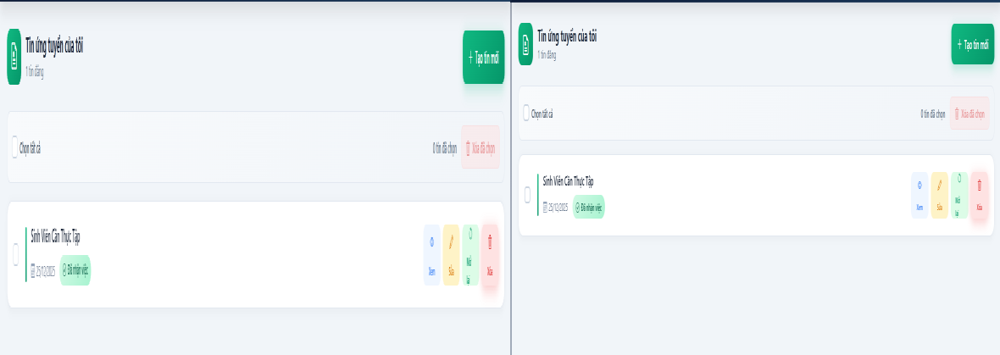 Tin ứng tuyển của tôi
1 tin đăng
Tạo tin mới
Chọn tất cả
0 tin đã chọn
Xóa đã chọn
Sinh Viên Cần Thực Tập
25/12/2025
Đã nhận việc
Xem
Sửa
Mở
lại
Xóa
Tin ứng tuyển của tôi
1 tin đăng
Tạo tin mới
Chọn tất cả
0 tin đã chọn
Xóa đã chọn
Sinh Viên Cần Thực Tập
25/12/2025
Đã nhận việc
Xem
Sửa
Mở
lại
Xóa